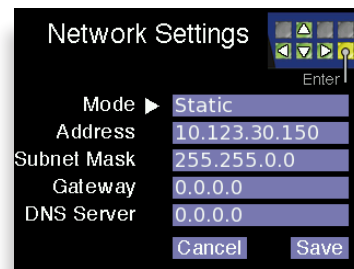 Network Settings
Enter
Mode Static
Address 10.123.30.150
Subnet Mask 255.255.0.0
Gateway 0.0.0.0
DNS Server 0.0.0.0
Cancel Save